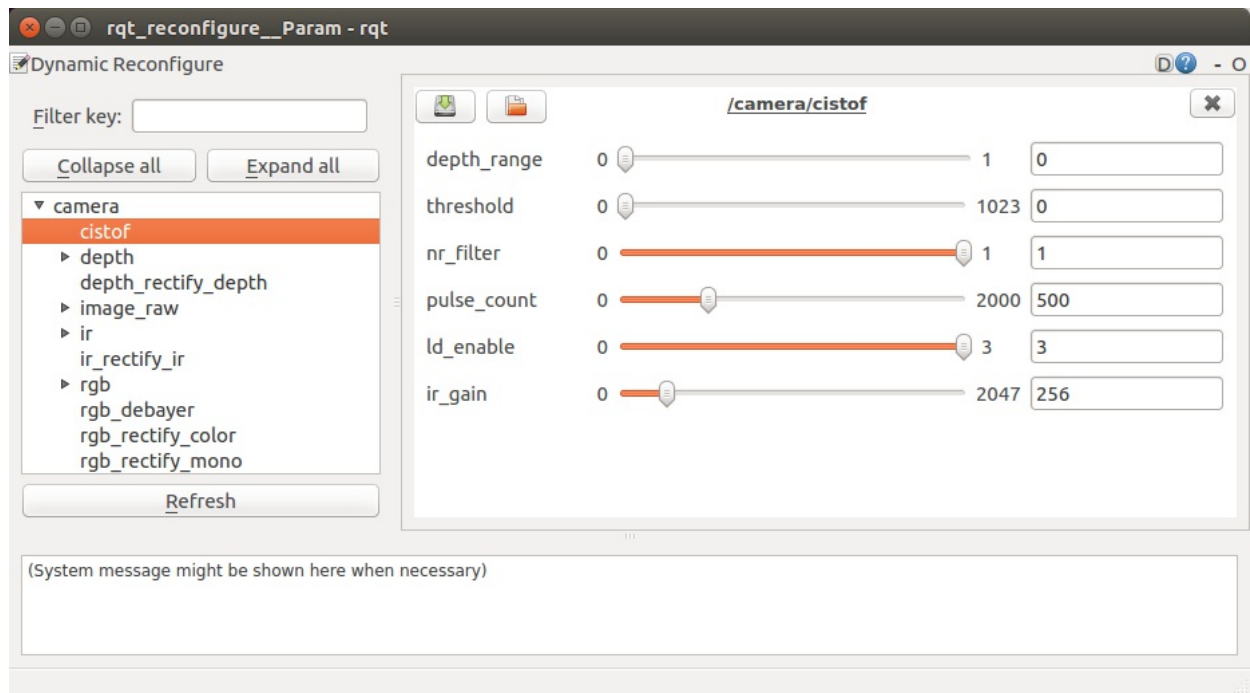 rqt_reconfigure__Param - rqt
Dynamic Reconfigure
D ? - O
Filter key:
Collapse all Expand all
camera
cistof
depth
depth_rectify_depth
image_raw
ir
ir_rectify_ir
rgb
rgb_debayer
rgb_rectify_color
rgb_rectify_mono
Refresh
/camera/cistof
depth_range 0 1 0
threshold 0 1023 0
nr_filter 0 1 1
pulse_count 0 2000 500
ld_enable 0 3 3
ir_gain 0 2047 256
(System message might be shown here when necessary)